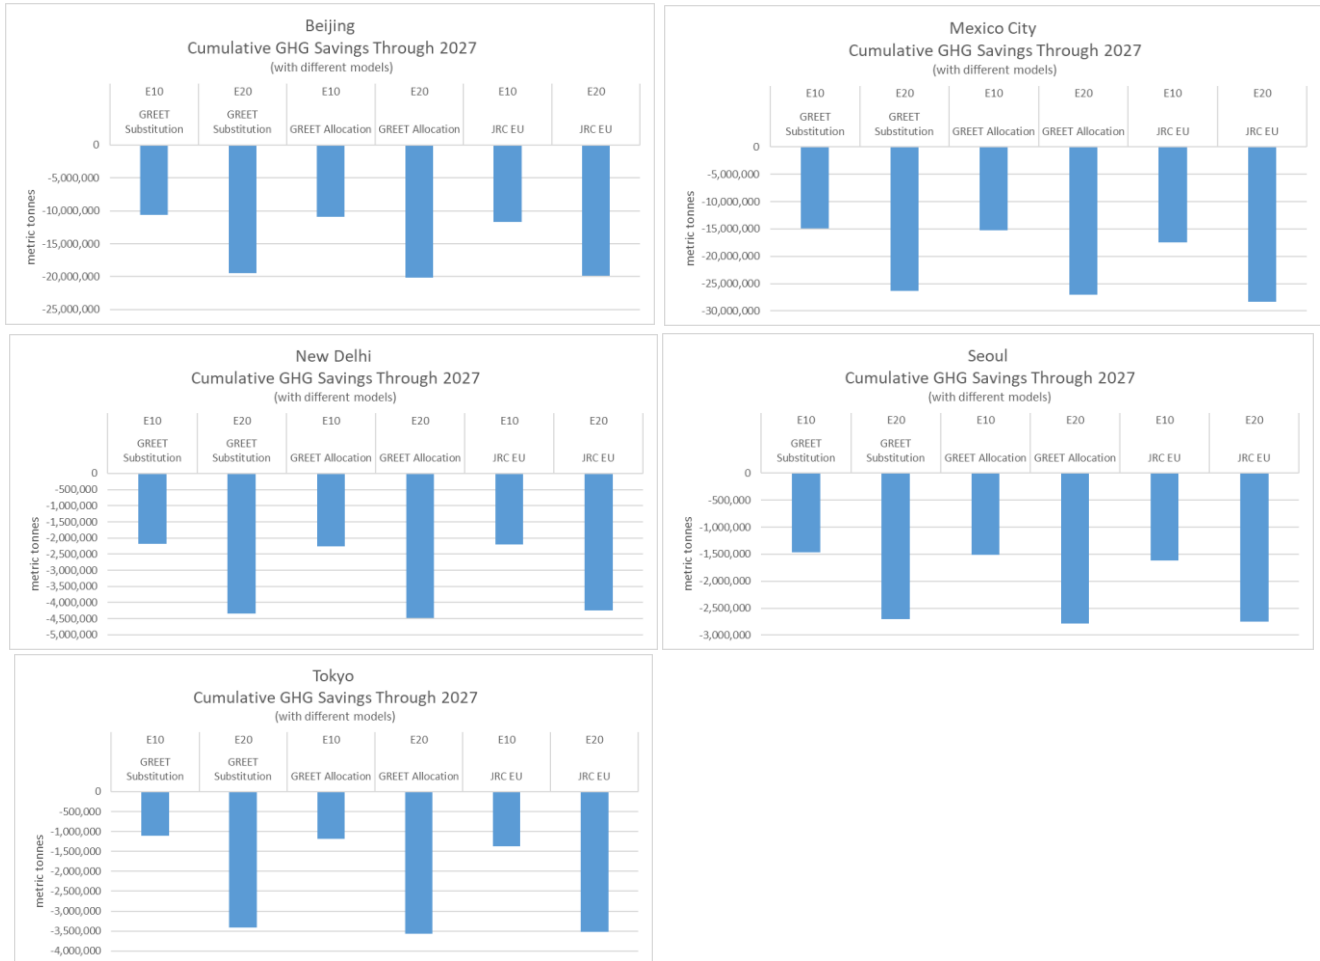 Beijing
Cumulative GHG Savings Through 2027
(with different models)
E10 E20 E10 E20 E10 E20
GREET GREET
Substitution Substitution GREET Allocation GREET Allocation JRC EU JRC EU
0
-5,000,000
-10,000,000
-15,000,000
-20,000,000
-25,000,000
metric tonnes
Mexico City
Cumulative GHG Savings Through 2027
(with different models)
E10 E20 E10 E20 E10 E20
GREET GREET
Substitution Substitution GREET Allocation GREET Allocation JRC EU JRC EU
0
-5,000,000
-10,000,000
-15,000,000
-20,000,000
-25,000,000
-30,000,000
metric tonnes
New Delhi
Cumulative GHG Savings Through 2027
(with different models)
E10 E20 E10 E20 E10 E20
GREET GREET
Substitution Substitution GREET Allocation GREET Allocation JRC EU JRC EU
0
-500,000
-1,000,000
-1,500,000
-2,000,000
-2,500,000
-3,000,000
-3,500,000
-4,000,000
-4,500,000
-5,000,000
metric tonnes
Seoul
Cumulative GHG Savings Through 2027
(with different models)
E10 E20 E10 E20 E10 E20
GREET GREET
Substitution Substitution GREET Allocation GREET Allocation JRC EU JRC EU
0
-500,000
-1,000,000
-1,500,000
-2,000,000
-2,500,000
-3,000,000
metric tonnes
Tokyo
Cumulative GHG Savings Through 2027
(with different models)
E10 E20 E10 E20 E10 E20
GREET GREET
Substitution Substitution GREET Allocation GREET Allocation JRC EU JRC EU
0
-500,000
-1,000,000
-1,500,000
-2,000,000
-2,500,000
-3,000,000
-3,500,000
-4,000,000
metric tonnes